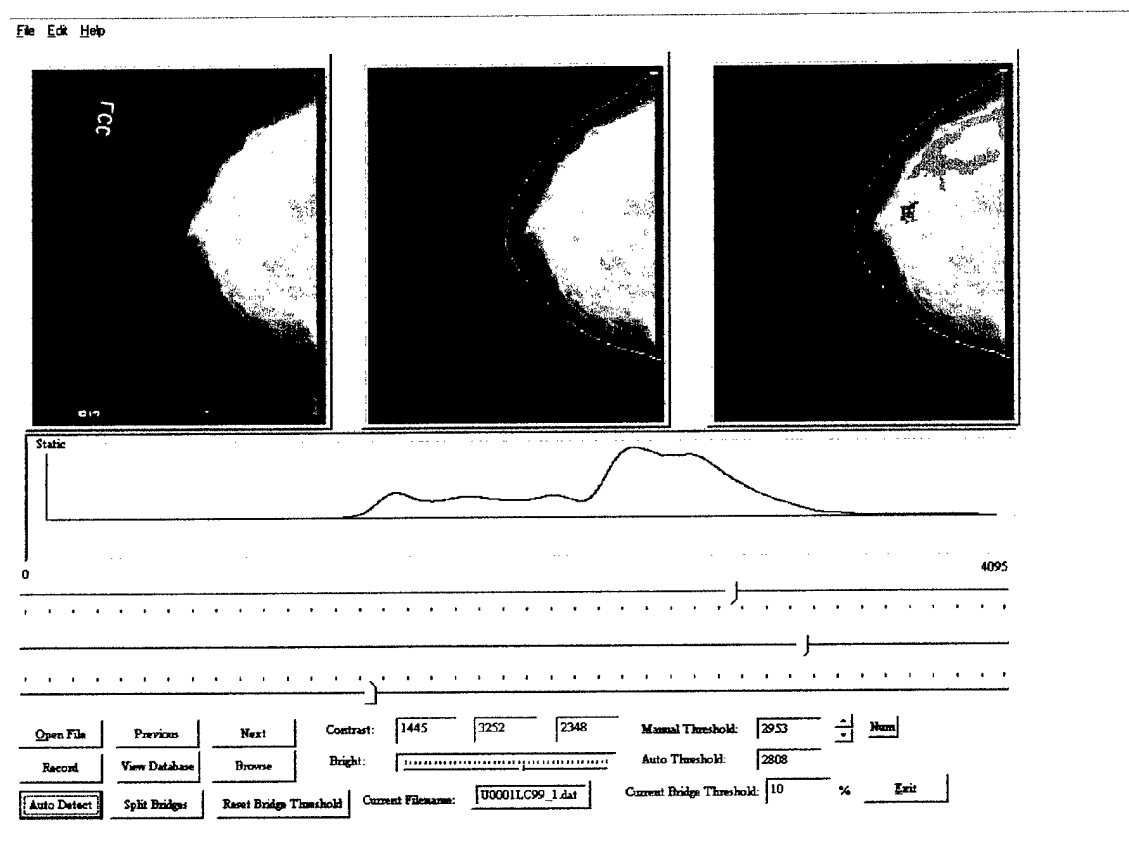 File Edit Help
LCC
Static
0 4095
Open File Previous Next Contrast: 1445 3252 2348 Manual Threshold: 2953 Num
Record View Database Browse Bright: Auto Threshold: 2808
Auto Detect Split Bridges Reset Bridge Threshold Current Filename: U0001LC99_1.dat Current Bridge Threshold: 10 % Exit